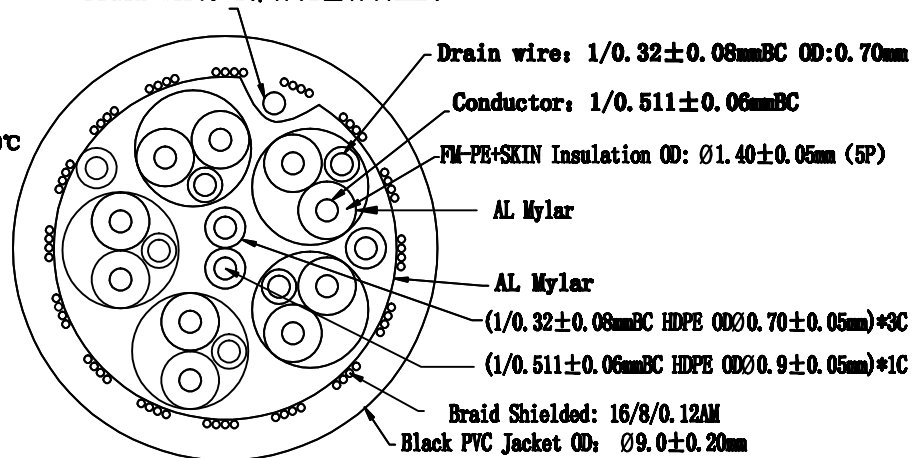 Drain wire: 1/0.32±0.08mmBC OD:0.70mm
Conductor: 1/0.511±0.06mmBC
℃
FM-PE+SKIN Insulation OD: Ø1.40±0.05mm (5P)
AL Mylar
AL Mylar
(1/0.32±0.08mmBC HDPE ODØ0.70±0.05mm)*3C
(1/0.511±0.06mmBC HDPE ODØ0.9±0.05mm)*1C
Braid Shielded: 16/8/0.12AM
Black PVC Jacket OD: Ø9.0±0.20mm